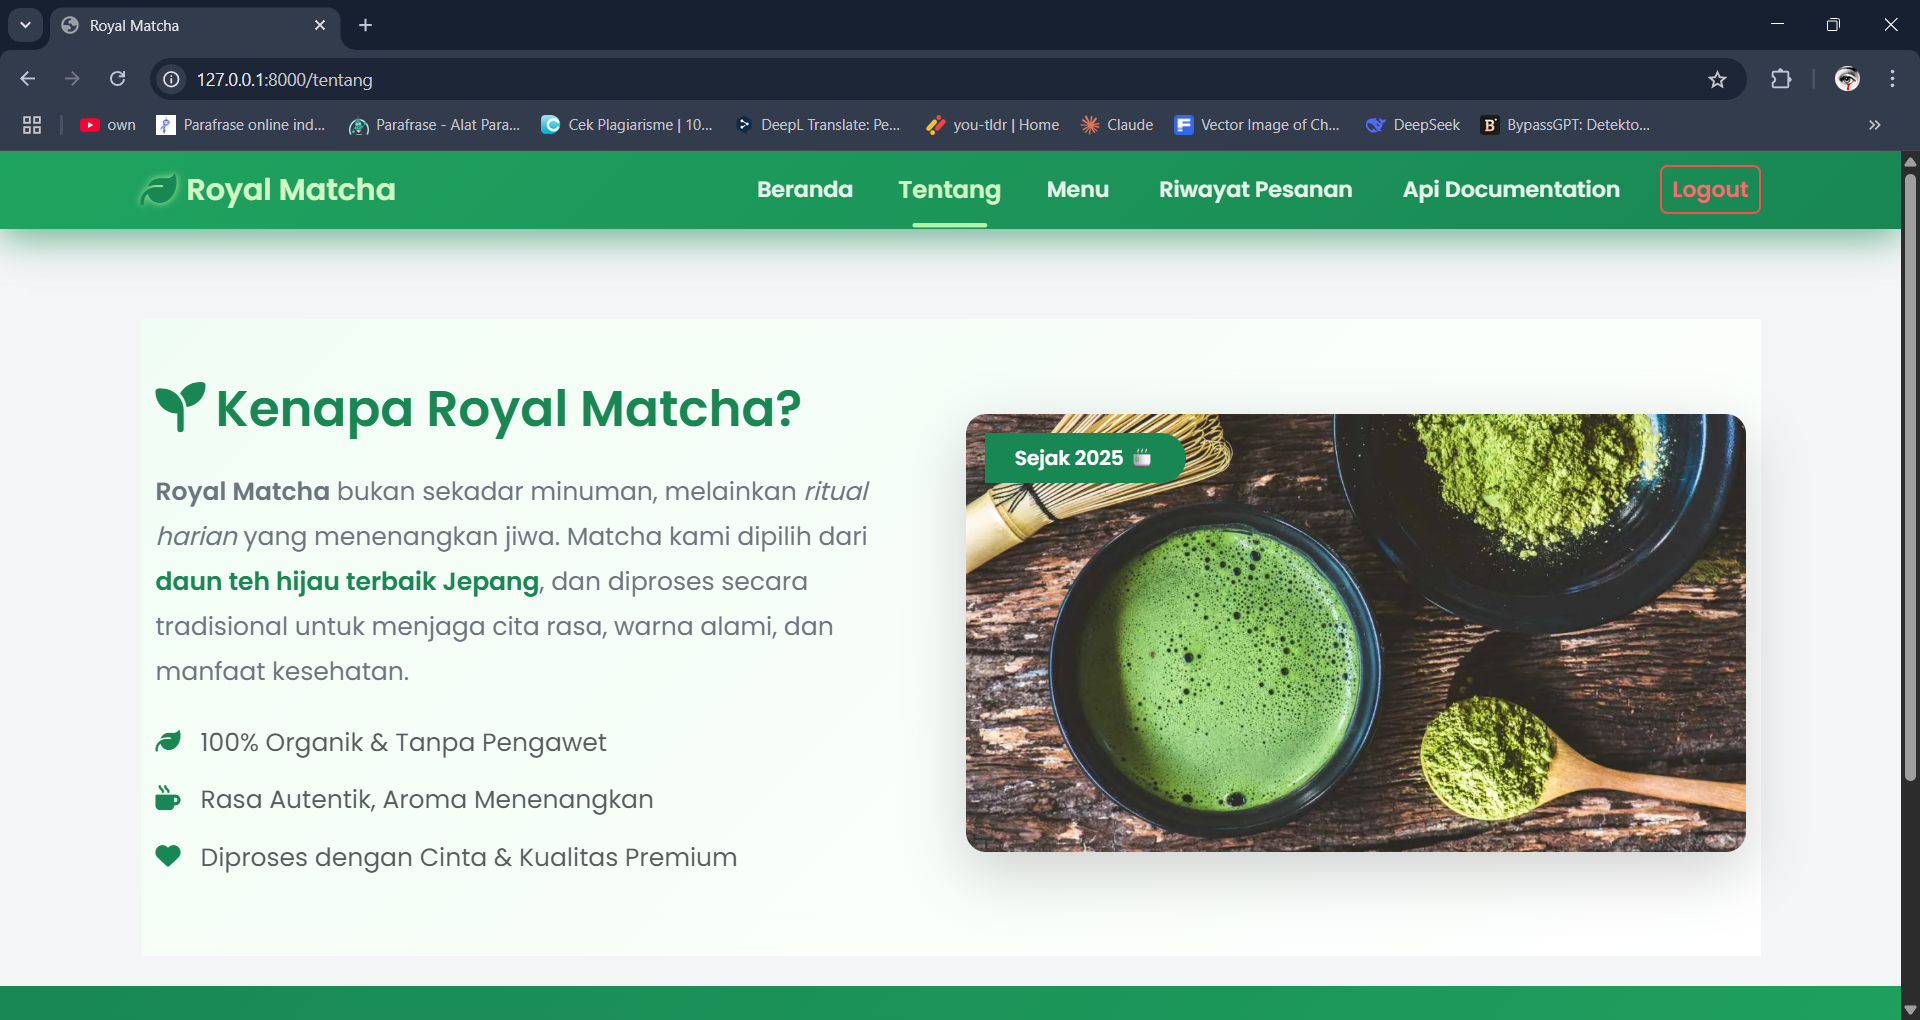 Royal Matcha
127.0.0.1:8000/tentang
own
Parafrase online ind...
Parafrase - Alat Para...
Cek Plagiarisme | 10...
DeepL Translate: Pe...
you-tldr | Home
Claude
Vector Image of Ch...
DeepSeek
BypassGPT: Detekto...
Royal Matcha
Beranda
Tentang
Menu
Riwayat Pesanan
Api Documentation
Logout
Kenapa Royal Matcha?
Royal Matcha bukan sekadar minuman, melainkan ritual
harian yang menenangkan jiwa. Matcha kami dipilih dari
daun teh hijau terbaik Jepang, dan diproses secara
tradisional untuk menjaga cita rasa, warna alami, dan
manfaat kesehatan.
100% Organik & Tanpa Pengawet
Rasa Autentik, Aroma Menenangkan
Diproses dengan Cinta & Kualitas Premium
Sejak 2025 🍵